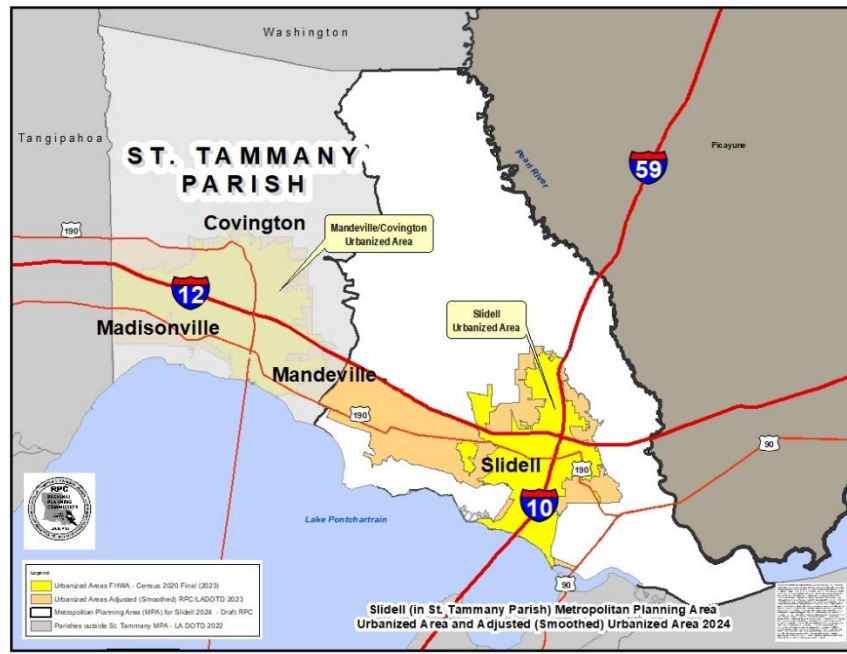 Washington
Tangipahoa
ST. TAMMANY
PARISH
Pearl River
59
Picayune
190
Covington
Mandeville/Covington
Urbanized Area
12
Madisonville
Slidell
Urbanized Area
Mandeville
190
90
Slidell
190
10
RPC
REGIONAL
PLANNING
COMMISSION
Lake Pontchartrain
Legend
Urbanized Areas FHWA - Census 2020 Final (2023)
Urbanized Areas Adjusted (Smoothed) RPC/LADOTD 2023
Metropolitan Planning Area (MPA) for Slidell 2024 - Draft RPC
Parishes outside St. Tammany MPA - LA DOTD 2022
90
Slidell (in St. Tammany Parish) Metropolitan Planning Area
Urbanized Area and Adjusted (Smoothed) Urbanized Area 2024